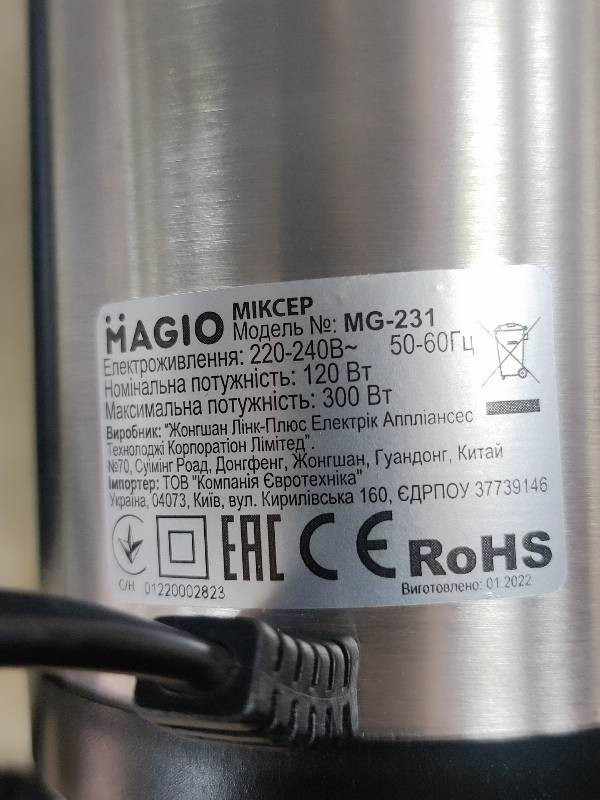 MAGIO
МІКСЕР
Модель №: MG-231
Електроживлення: 220-240В~ 50-60Гц
Номінальна потужність: 120 Вт
Максимальна потужність: 300 Вт
Виробник: "Жонгшан Лінк-Плюс Електрік Аппліансес
Технолоджі Корпоратіон Лімітед".
№70, Суімінг Роад, Донгфенг, Жонгшан, Гуандонг, Китай
Імпортер: ТОВ "Компанія Євротехніка"
Україна, 04073, Київ, вул. Кирилівська 160, ЄДРПОУ 37739146
EAC CE RoHS
С/Н 01220002823
Виготовлено: 01.2022